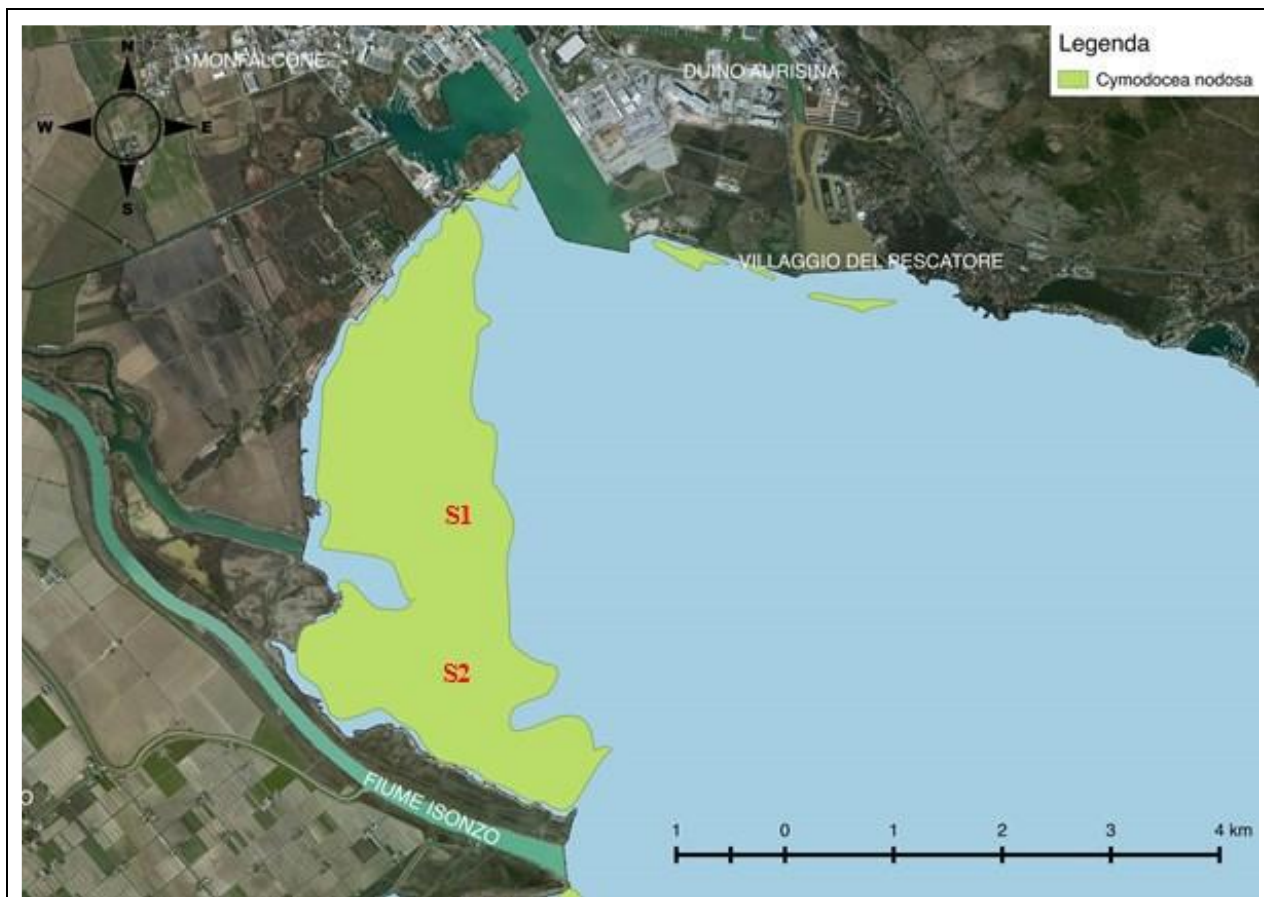 N
MONFALCONE
DUINO AURISINA
Legenda
Cymodocea nodosa
W
E
S
VILLAGGIO DEL PESCATORE
S1
S2
FIUME ISONZO
O
1 0 1 2 3 4 km